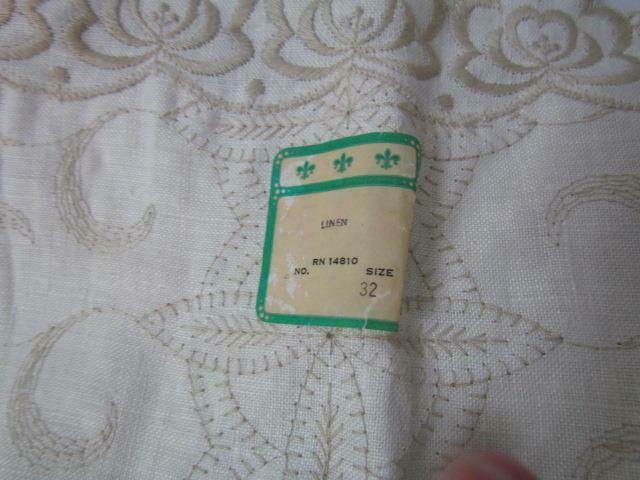 LINEN
RN 14810
NO. SIZE
32